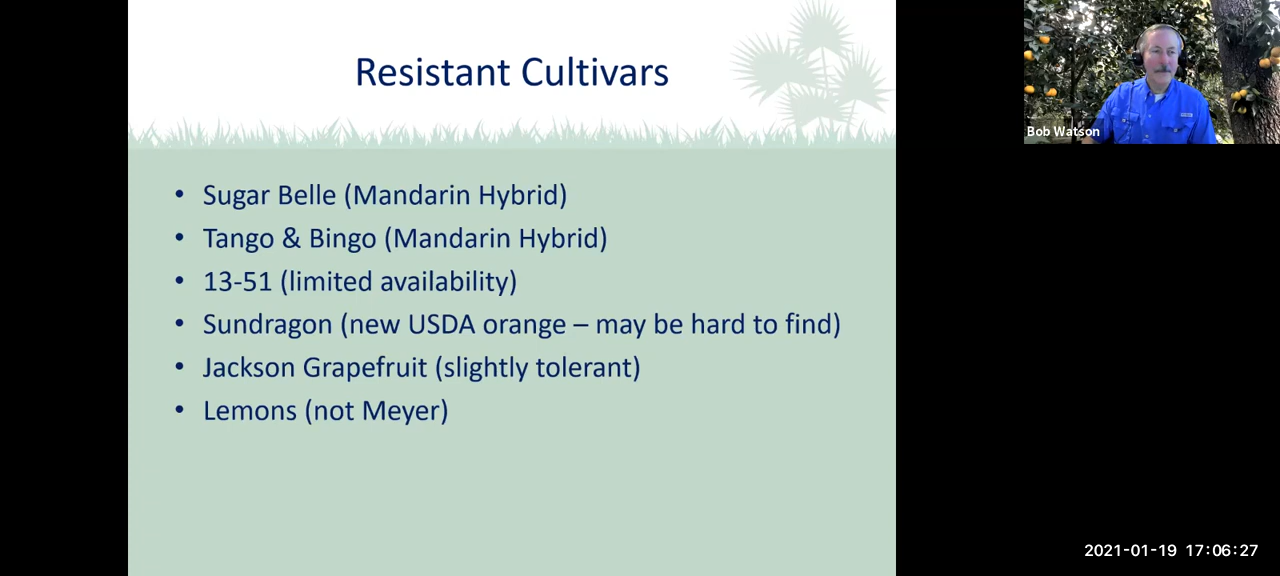 Resistant Cultivars
• Sugar Belle (Mandarin Hybrid)
• Tango & Bingo (Mandarin Hybrid)
• 13-51 (limited availability)
• Sundragon (new USDA orange – may be hard to find)
• Jackson Grapefruit (slightly tolerant)
• Lemons (not Meyer)
Bob Watson
2021-01-19 17:06:27